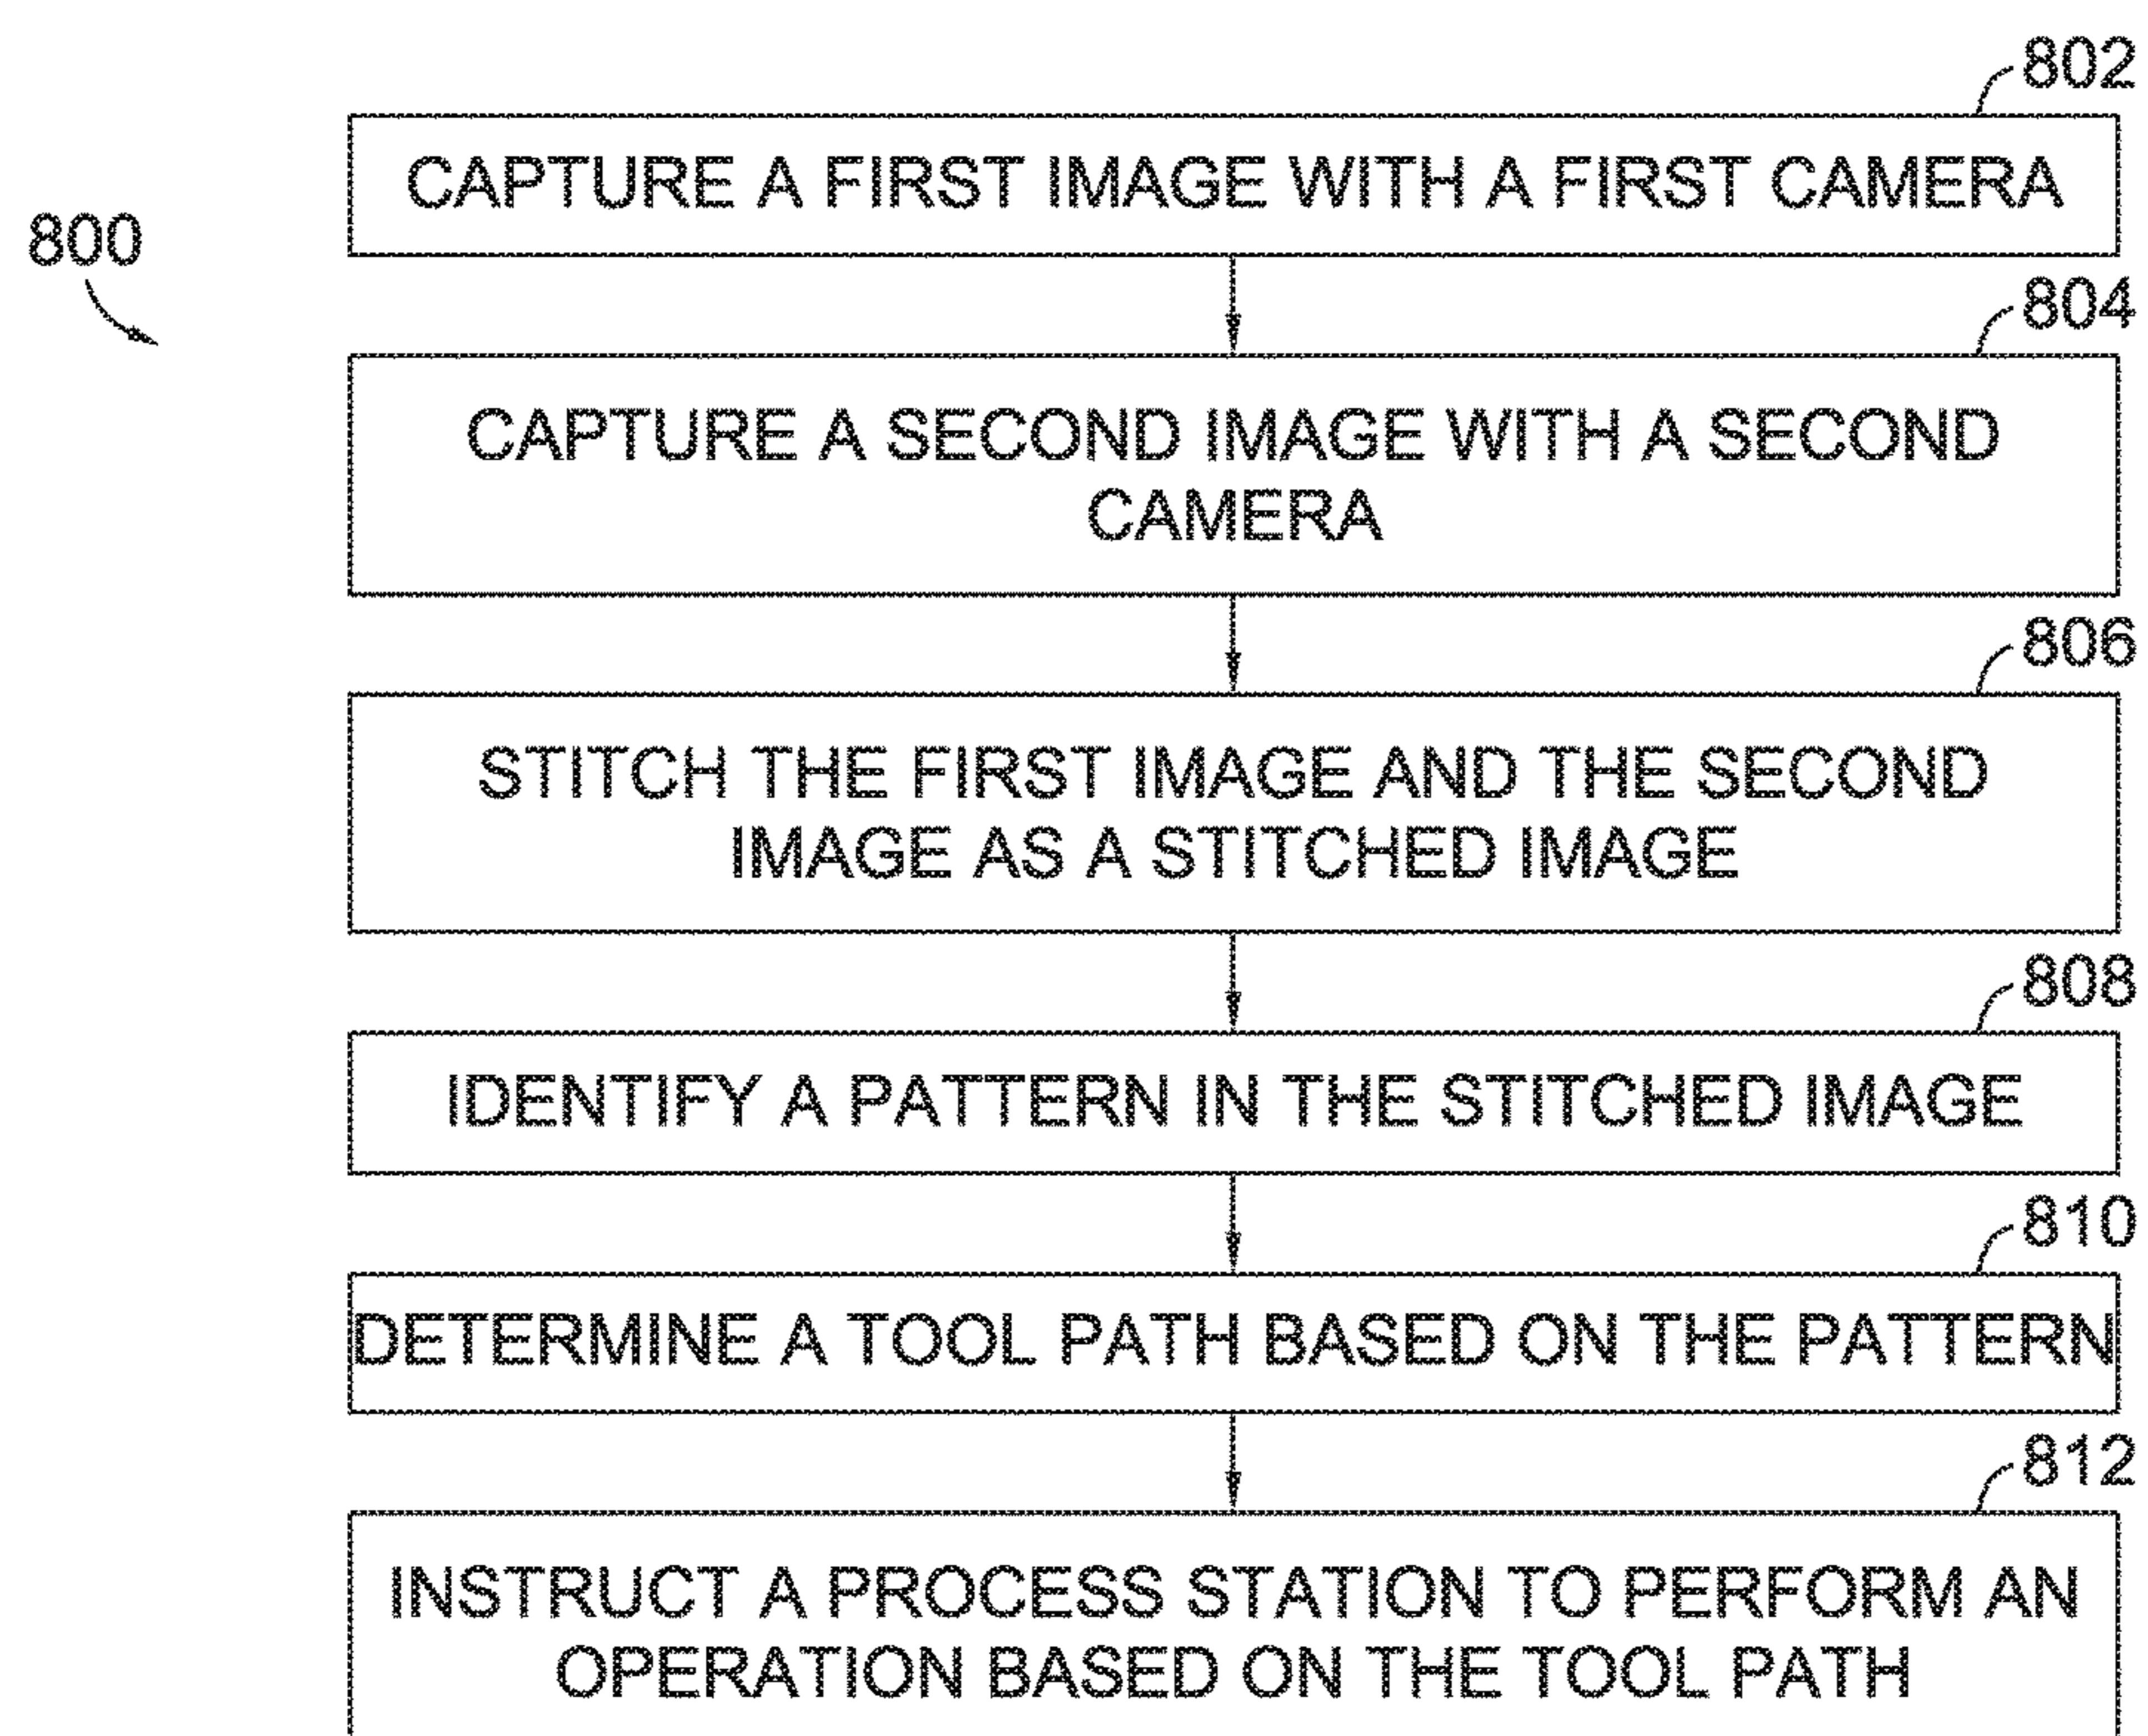 802
CAPTURE A FIRST IMAGE WITH A FIRST CAMERA
800
804
CAPTURE A SECOND IMAGE WITH A SECOND
CAMERA
806
STITCH THE FIRST IMAGE AND THE SECOND
IMAGE AS A STITCHED IMAGE
808
IDENTIFY A PATTERN IN THE STITCHED IMAGE
810
DETERMINE A TOOL PATH BASED ON THE PATTERN
812
INSTRUCT A PROCESS STATION TO PERFORM AN
OPERATION BASED ON THE TOOL PATH